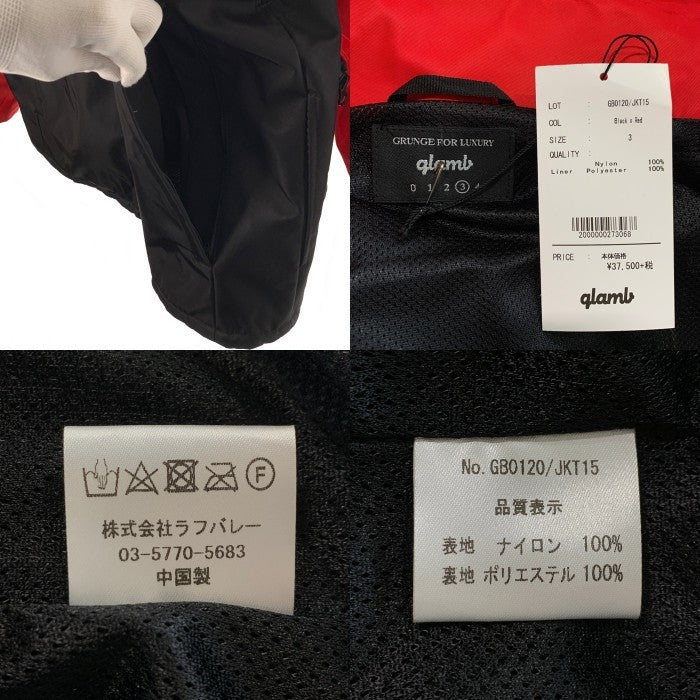 GRUNGE FOR LUXURY
glamb
0 1 2 3 4
LOT : GB0120/JKT15
COL : Black x Red
SIZE : 3
QUALITY :
Nylon 100%
Liner Polyester 100%
2000000273068
PRICE : 本体価格
¥37,500+税
glamb
F
株式会社ラフバレー
03-5770-5683
中国製
No. GB0120/JKT15
品質表示
表地 ナイロン 100%
裏地 ポリエステル 100%